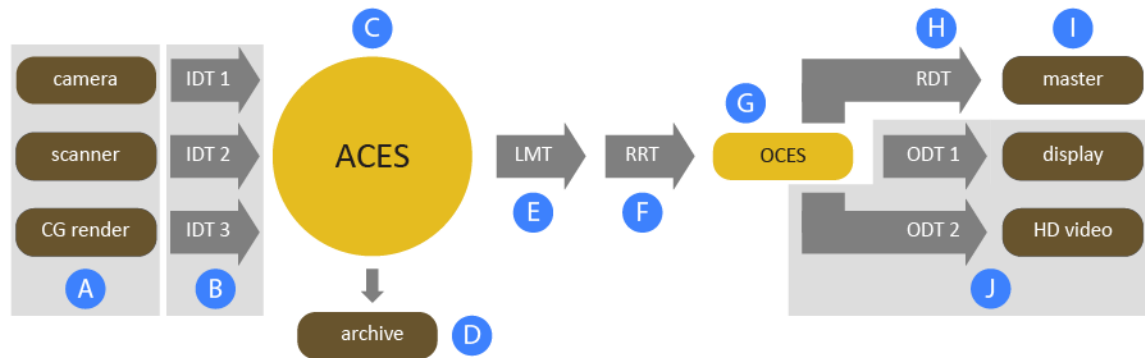 C
H
I
camera
IDT 1
RDT
master
G
scanner
IDT 2
ACES
LMT
RRT
OCES
ODT 1
display
E
F
CG render
IDT 3
ODT 2
HD video
A
B
J
archive
D